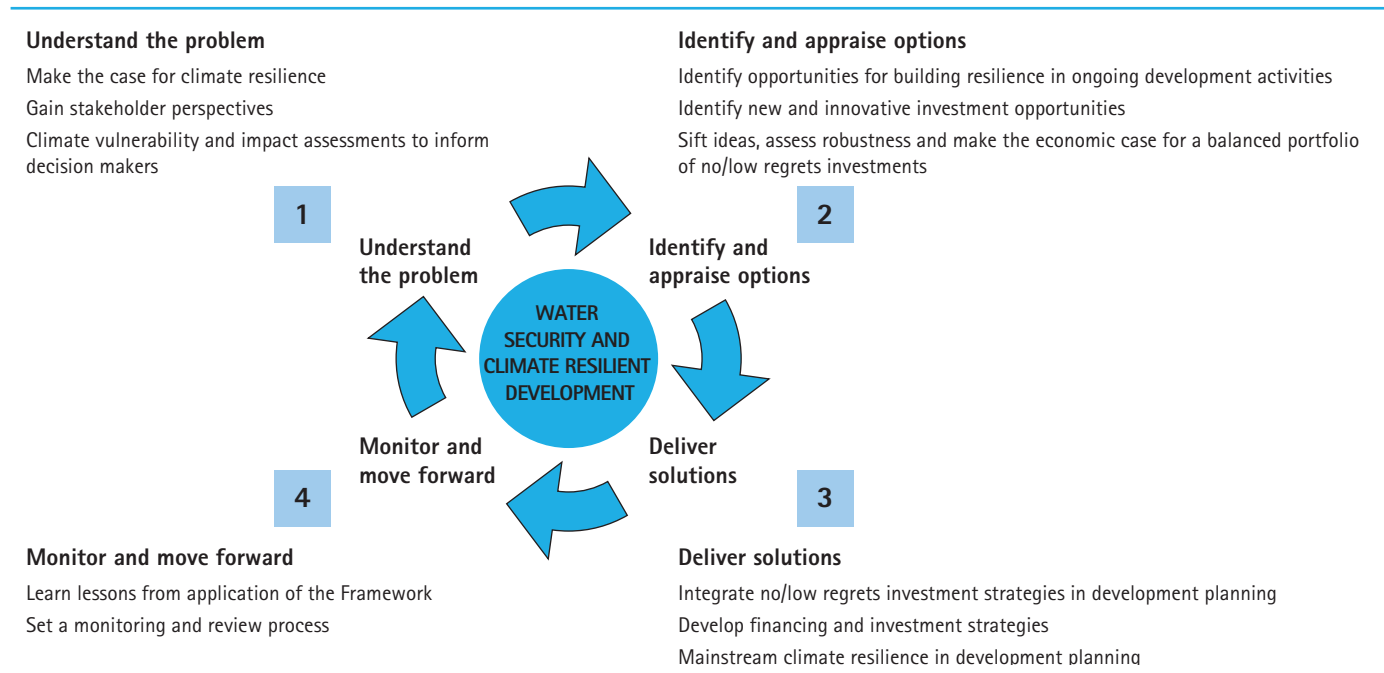 Understand the problem
Make the case for climate resilience
Gain stakeholder perspectives
Climate vulnerability and impact assessments to inform
decision makers
Identify and appraise options
Identify opportunities for building resilience in ongoing development activities
Identify new and innovative investment opportunities
Sift ideas, assess robustness and make the economic case for a balanced portfolio
of no/low regrets investments
1
2
Understand
the problem
Identify and
appraise options
WATER
SECURITY AND
CLIMATE RESILIENT
DEVELOPMENT
Monitor and
move forward
Deliver
solutions
4
3
Monitor and move forward
Learn lessons from application of the Framework
Set a monitoring and review process
Deliver solutions
Integrate no/low regrets investment strategies in development planning
Develop financing and investment strategies
Mainstream climate resilience in development planning